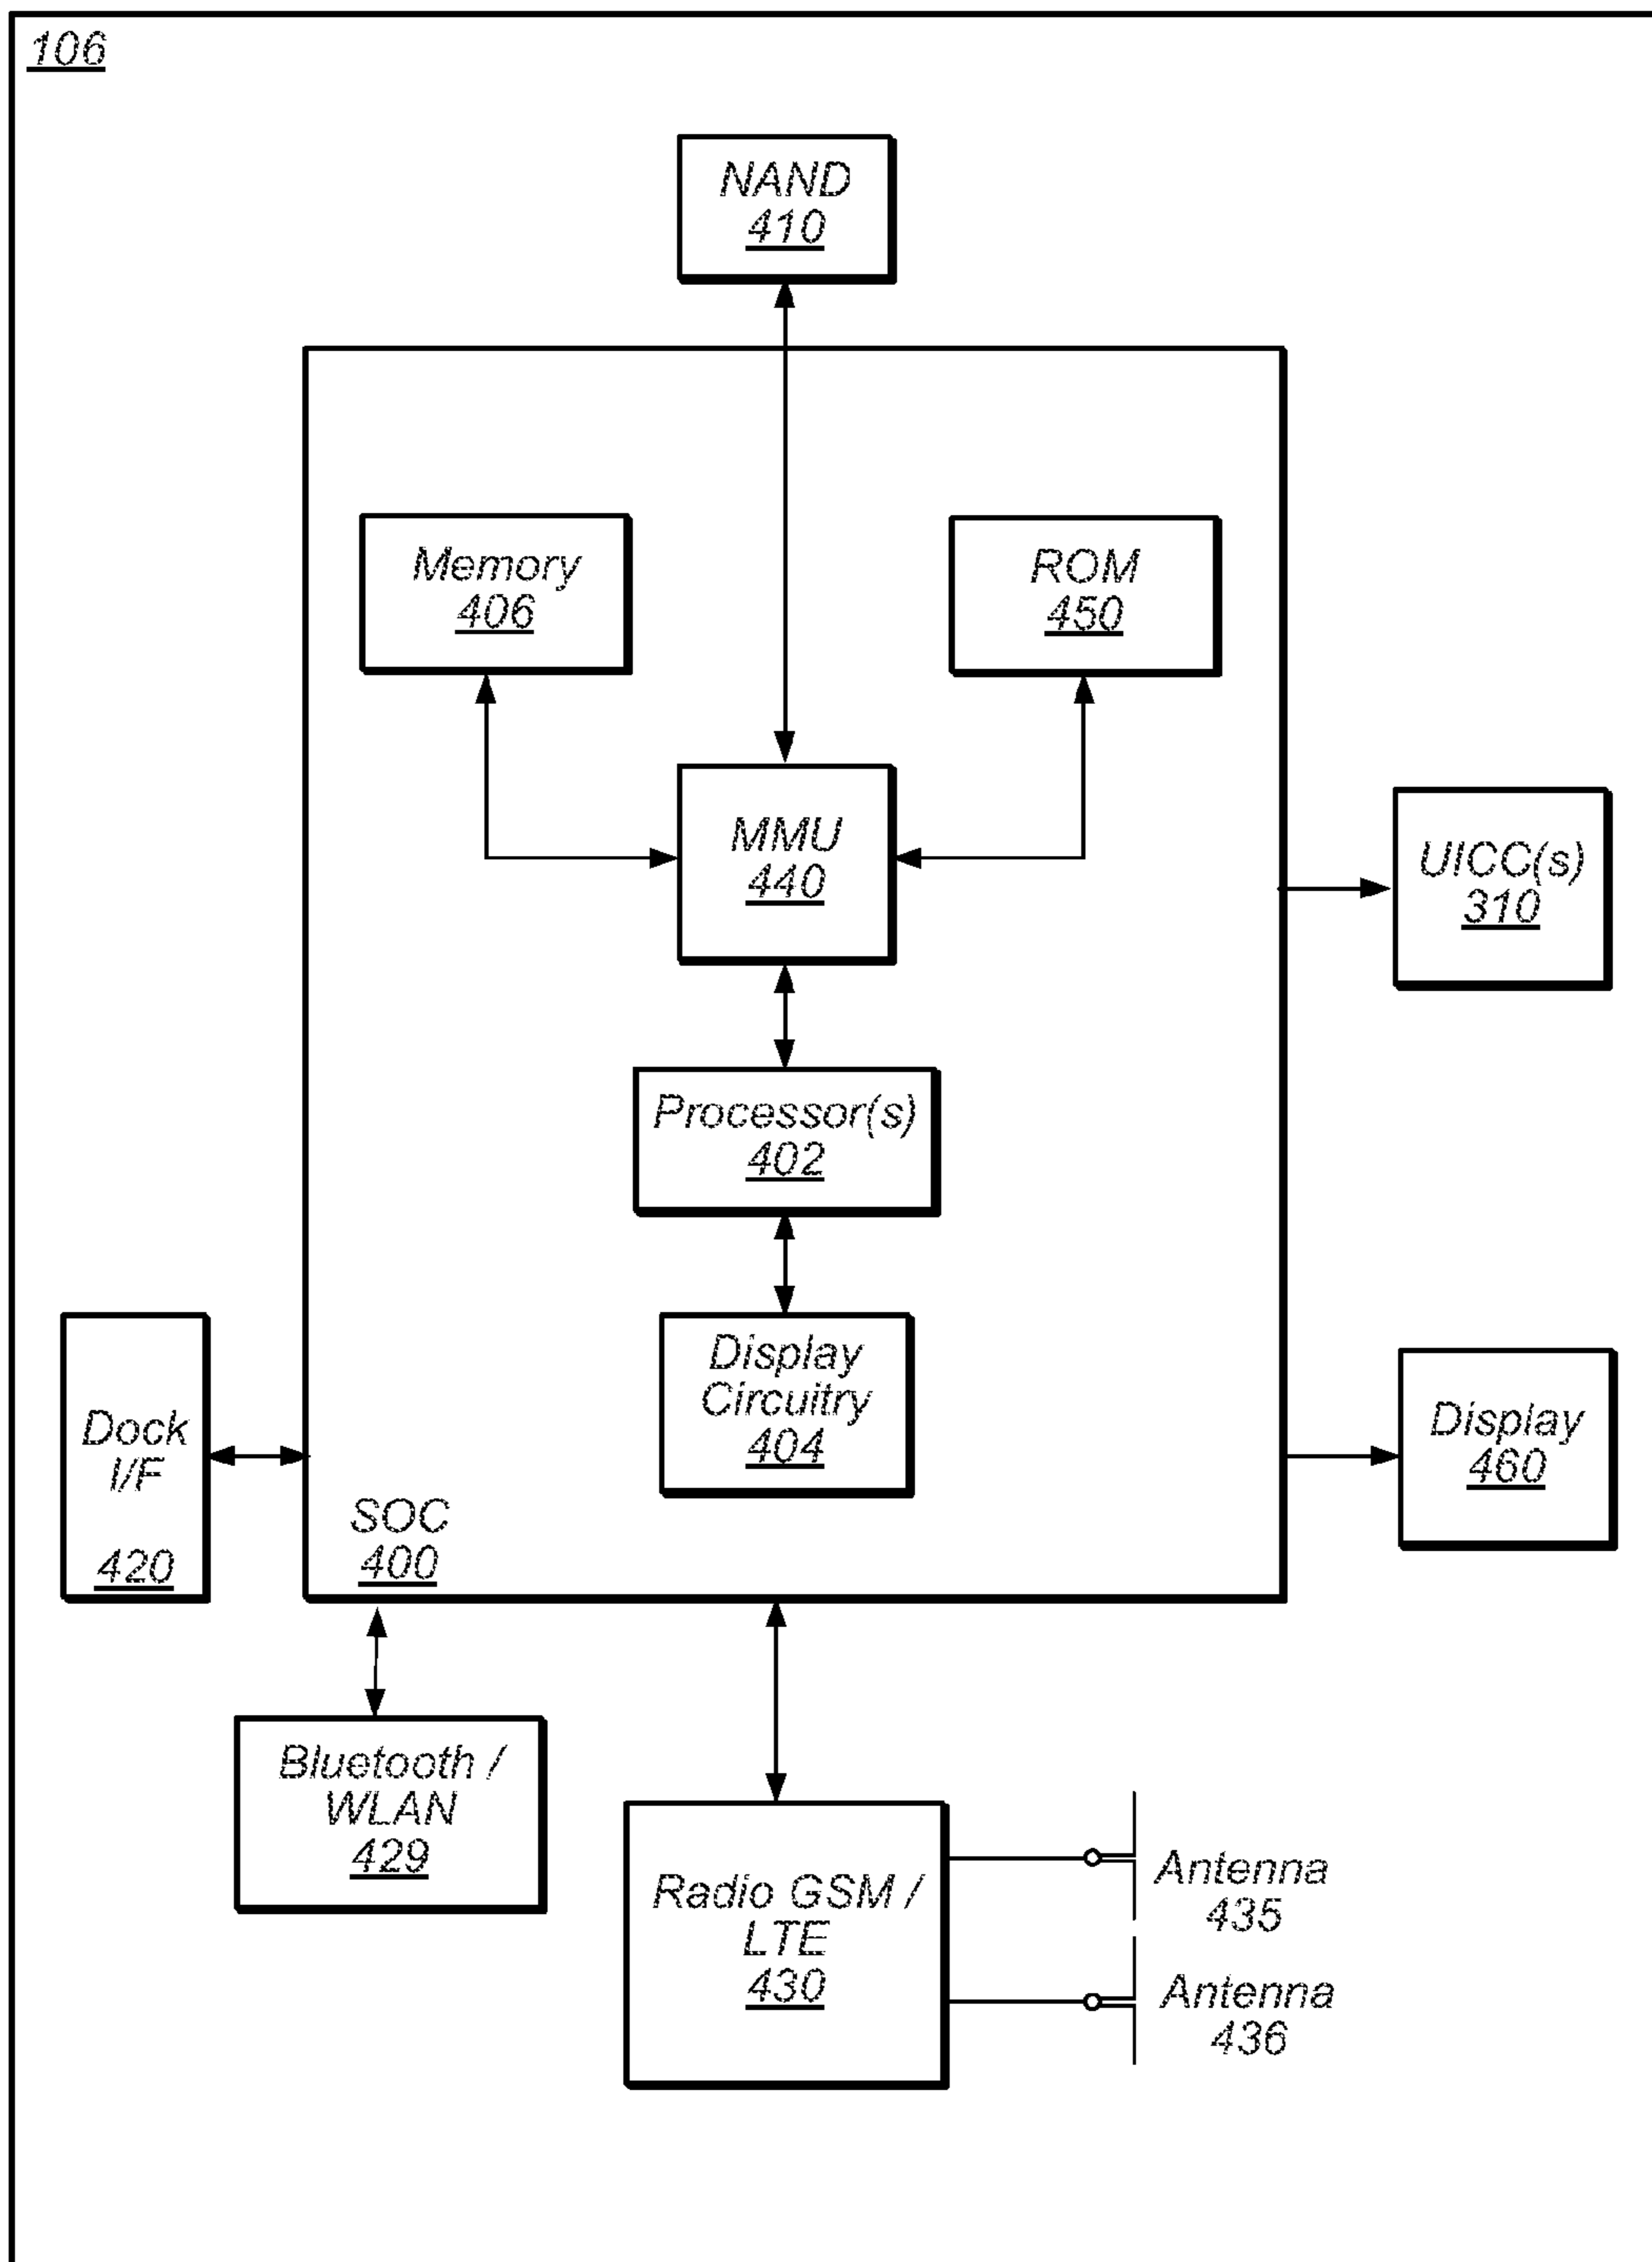 106
NAND
410
Memory
406
ROM
450
MMU
440
UICC(s)
310
Processor(s)
402
Display
Circuitry
404
Dock
I/F
420
Display
460
SOC
400
Bluetooth /
WLAN
429
Radio GSM /
LTE
430
Antenna
435
Antenna
436